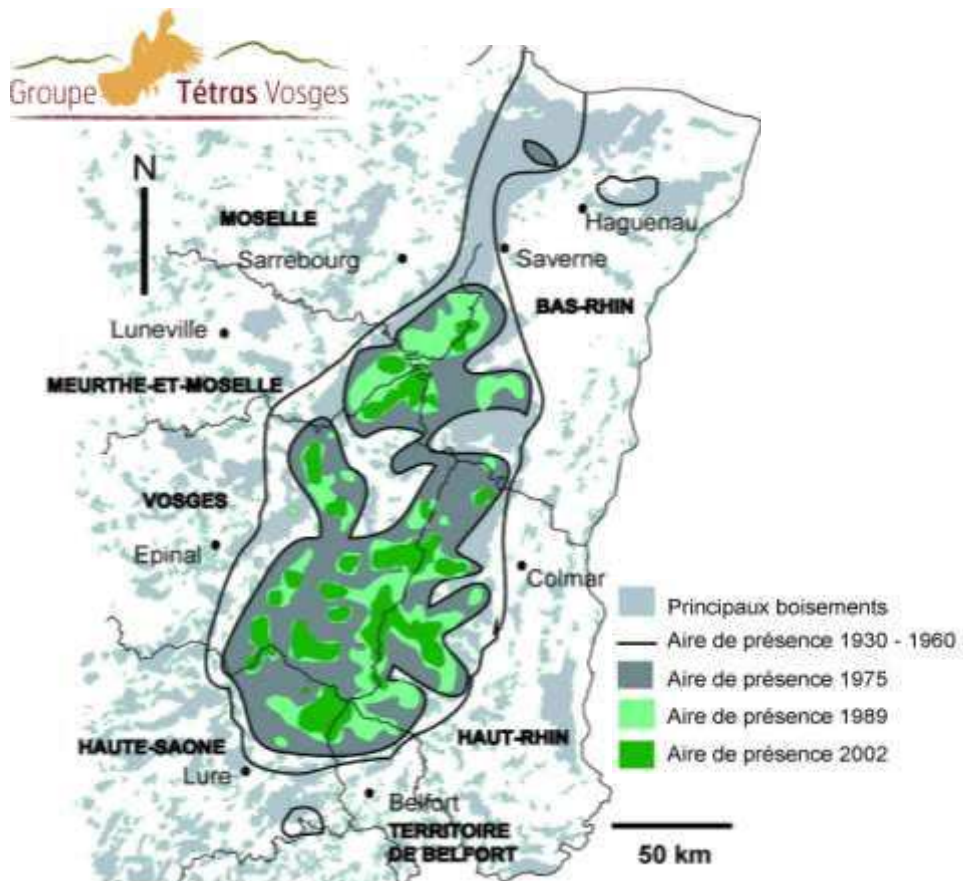 Groupe Tétras Vosges
N
MOSELLE
Sarrebourg
Haguenau
Saverne
BAS-RHIN
Luneville
MEURTHE-ET-MOSELLE
VOSGES
Epinal
Colmar
Principaux boisements
Aire de présence 1930 - 1960
Aire de présence 1975
Aire de présence 1989
Aire de présence 2002
HAUT-RHIN
HAUTE-SAONE
Lure
Belfort
TERRITOIRE
DE BELFORT
50 km